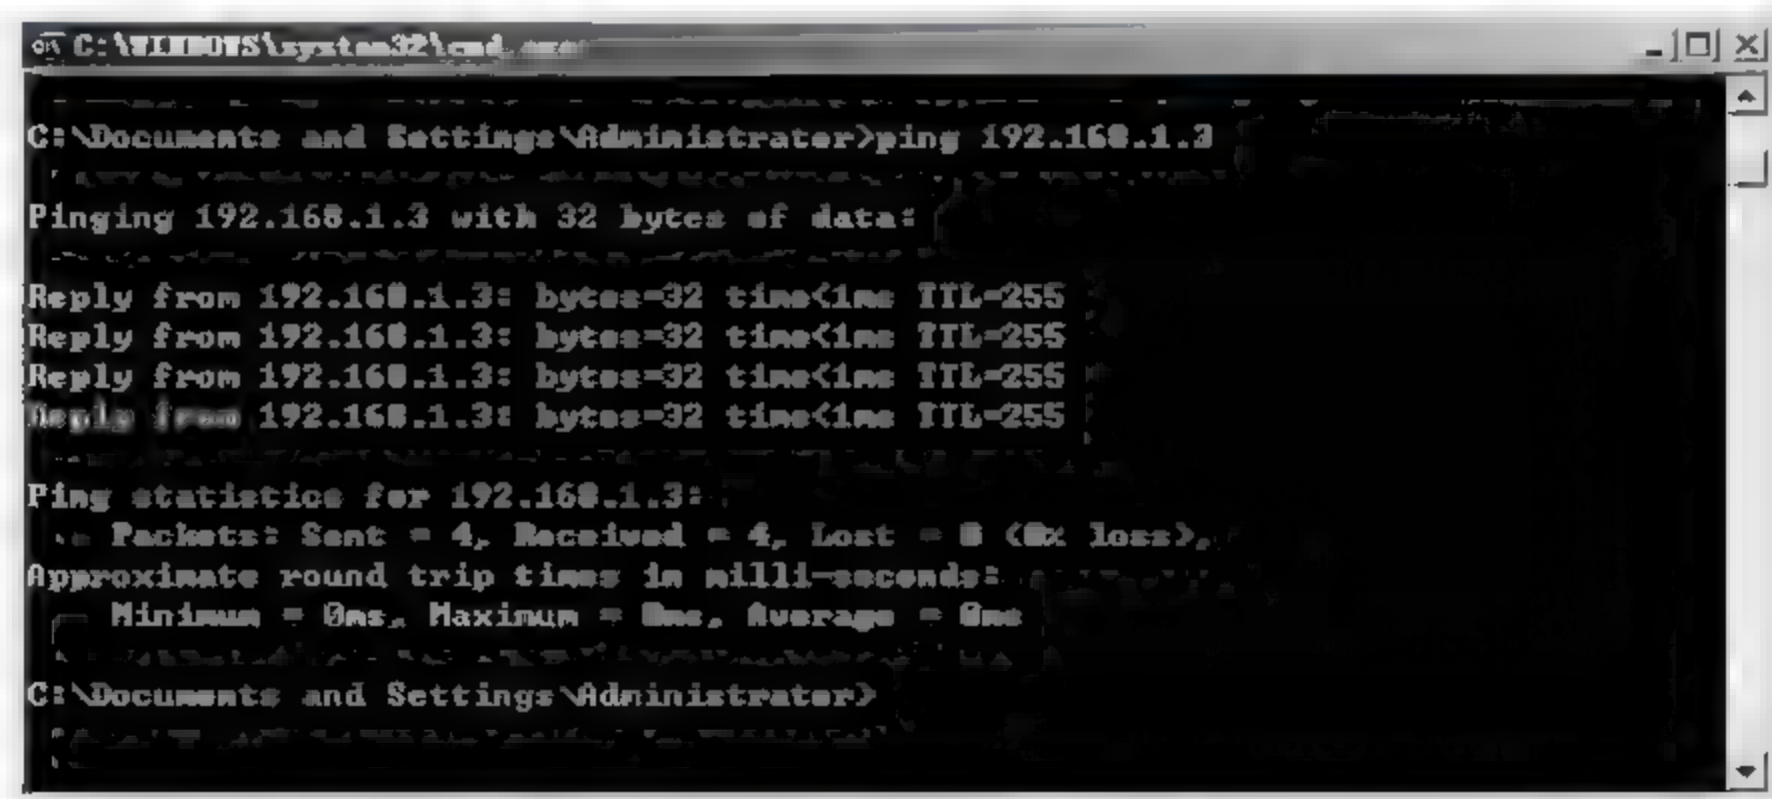 C:\WINDOWS\system32\cmd.exe
C:\Documents and Settings\Administrator>ping 192.168.1.3
Pinging 192.168.1.3 with 32 bytes of data:
Reply from 192.168.1.3: bytes=32 time<1ms TTL=255
Reply from 192.168.1.3: bytes=32 time<1ms TTL=255
Reply from 192.168.1.3: bytes=32 time<1ms TTL=255
Reply from 192.168.1.3: bytes=32 time<1ms TTL=255
Ping statistics for 192.168.1.3:
Packets: Sent = 4, Received = 4, Lost = 0 (0% loss),
Approximate round trip times in milli-seconds:
Minimum = 0ms, Maximum = 0ms, Average = 0ms
C:\Documents and Settings\Administrator>